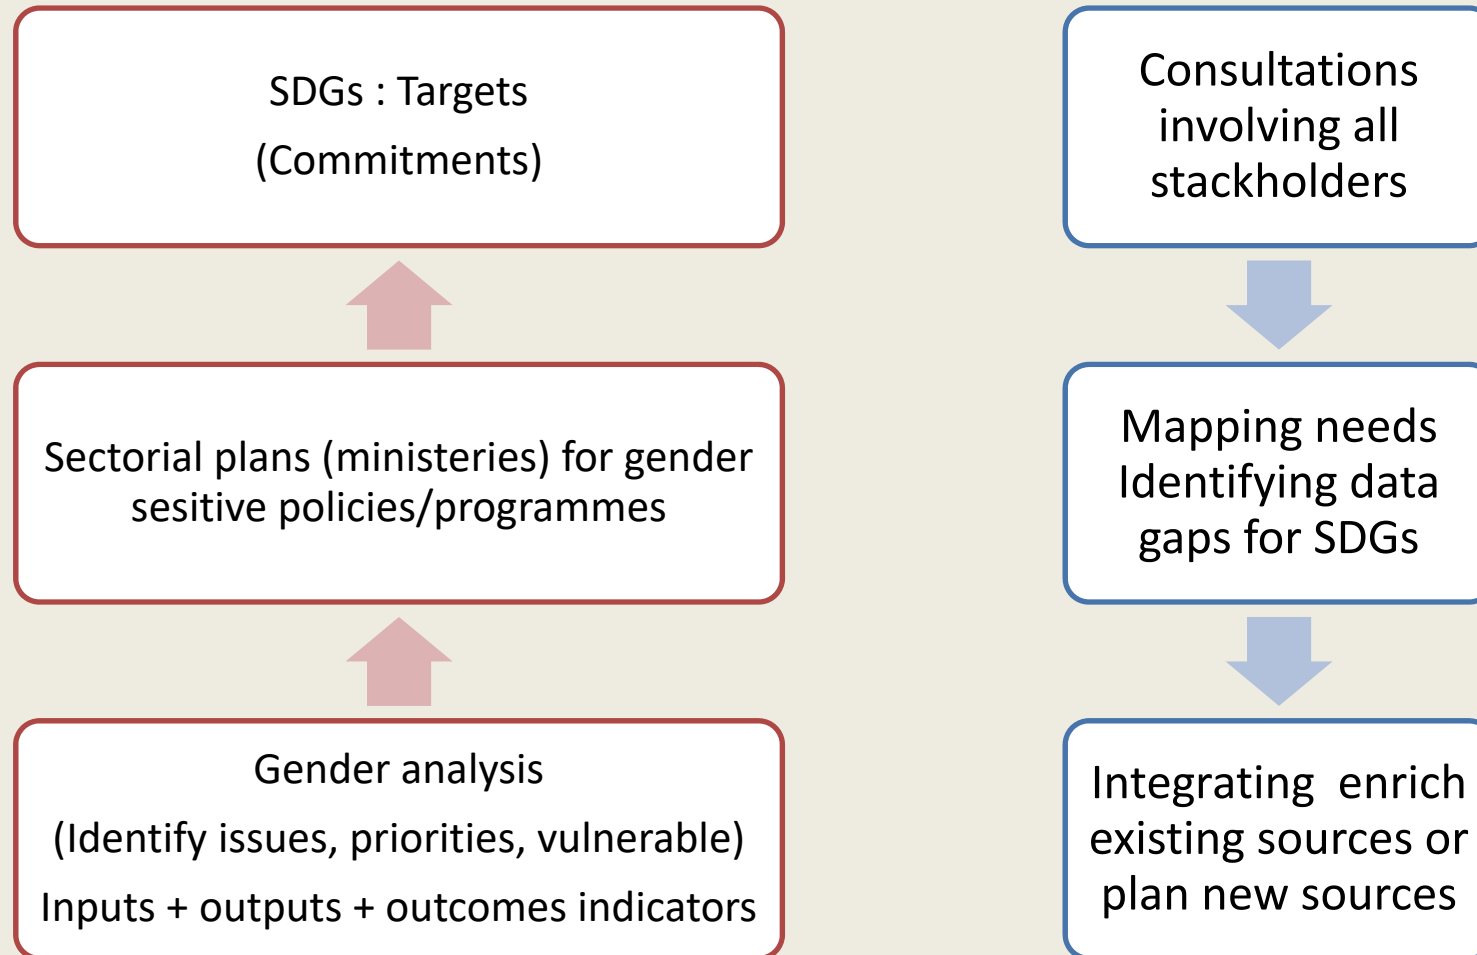 SDGs : Targets
(Commitments)
Sectorial plans (ministeries) for gender
sesitive policies/programmes
Gender analysis
(Identify issues, priorities, vulnerable)
Inputs + outputs + outcomes indicators
Consultations
involving all
stackholders
Mapping needs
Identifying data
gaps for SDGs
Integrating  enrich
existing sources or
plan new sources